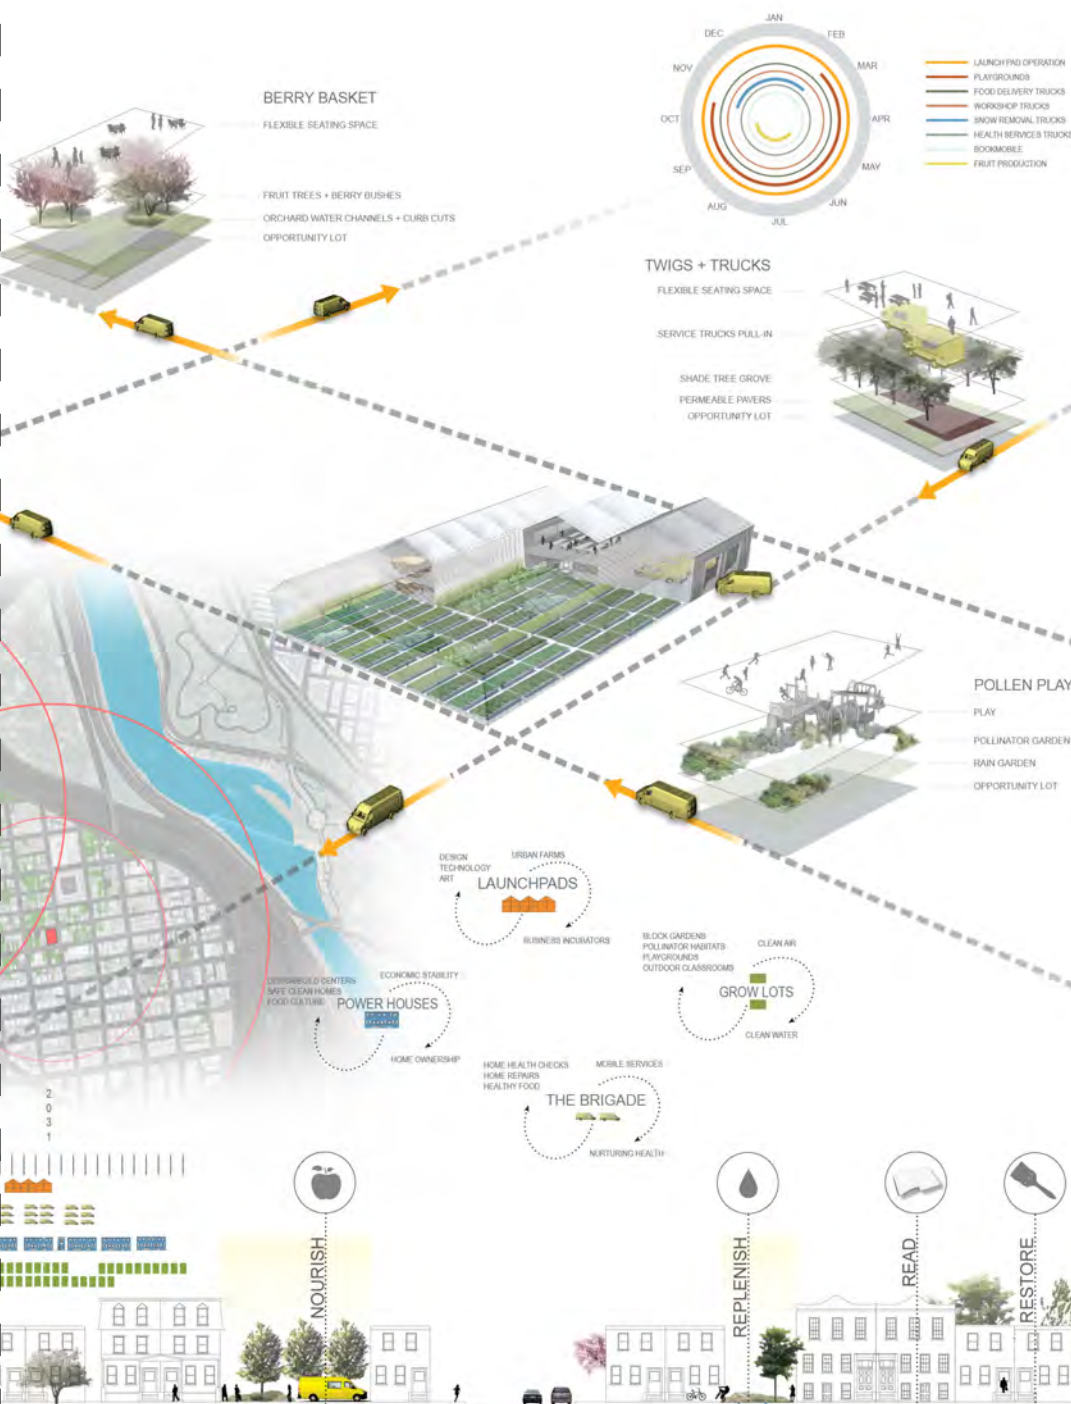 JAN
FEB
MAR
APR
MAY
JUN
JUL
AUG
SEP
OCT
NOV
DEC
LAUNCH PAD OPERATION
PLAYGROUNDS
FOOD DELIVERY TRUCKS
WORKSHOP TRUCKS
SNOW REMOVAL TRUCKS
HEALTH SERVICES TRUCKS
BOOKMOBILE
FRUIT PRODUCTION
BERRY BASKET
FLEXIBLE SEATING SPACE
FRUIT TREES + BERRY BUSHES
ORCHARD WATER CHANNELS + CURB CUTS
OPPORTUNITY LOT
TWIGS + TRUCKS
FLEXIBLE SEATING SPACE
SERVICE TRUCKS PULL-IN
SHADE TREE GROVE
PERMEABLE PAVERS
OPPORTUNITY LOT
POLLEN PLAY
PLAY
POLLINATOR GARDEN
RAIN GARDEN
OPPORTUNITY LOT
DESIGN
TECHNOLOGY
ART
URBAN FARMS
LAUNCHPADS
BUSINESS INCUBATORS
BLOCK GARDENS
POLLINATOR HABITATS
PLAYGROUNDS
OUTDOOR CLASSROOMS
CLEAN AIR
GROW LOTS
CLEAN WATER
DESIGN/BUILD CENTERS
SAFE CLEAN HOMES
FOOD CULTURE
ECONOMIC STABILITY
POWER HOUSES
HOME OWNERSHIP
HOME HEALTH CHECKS
HOME REPAIRS
HEALTHY FOOD
MOBILE SERVICES
THE BRIGADE
NURTURING HEALTH
2031
NOURISH
REPLENISH
READ
RESTORE